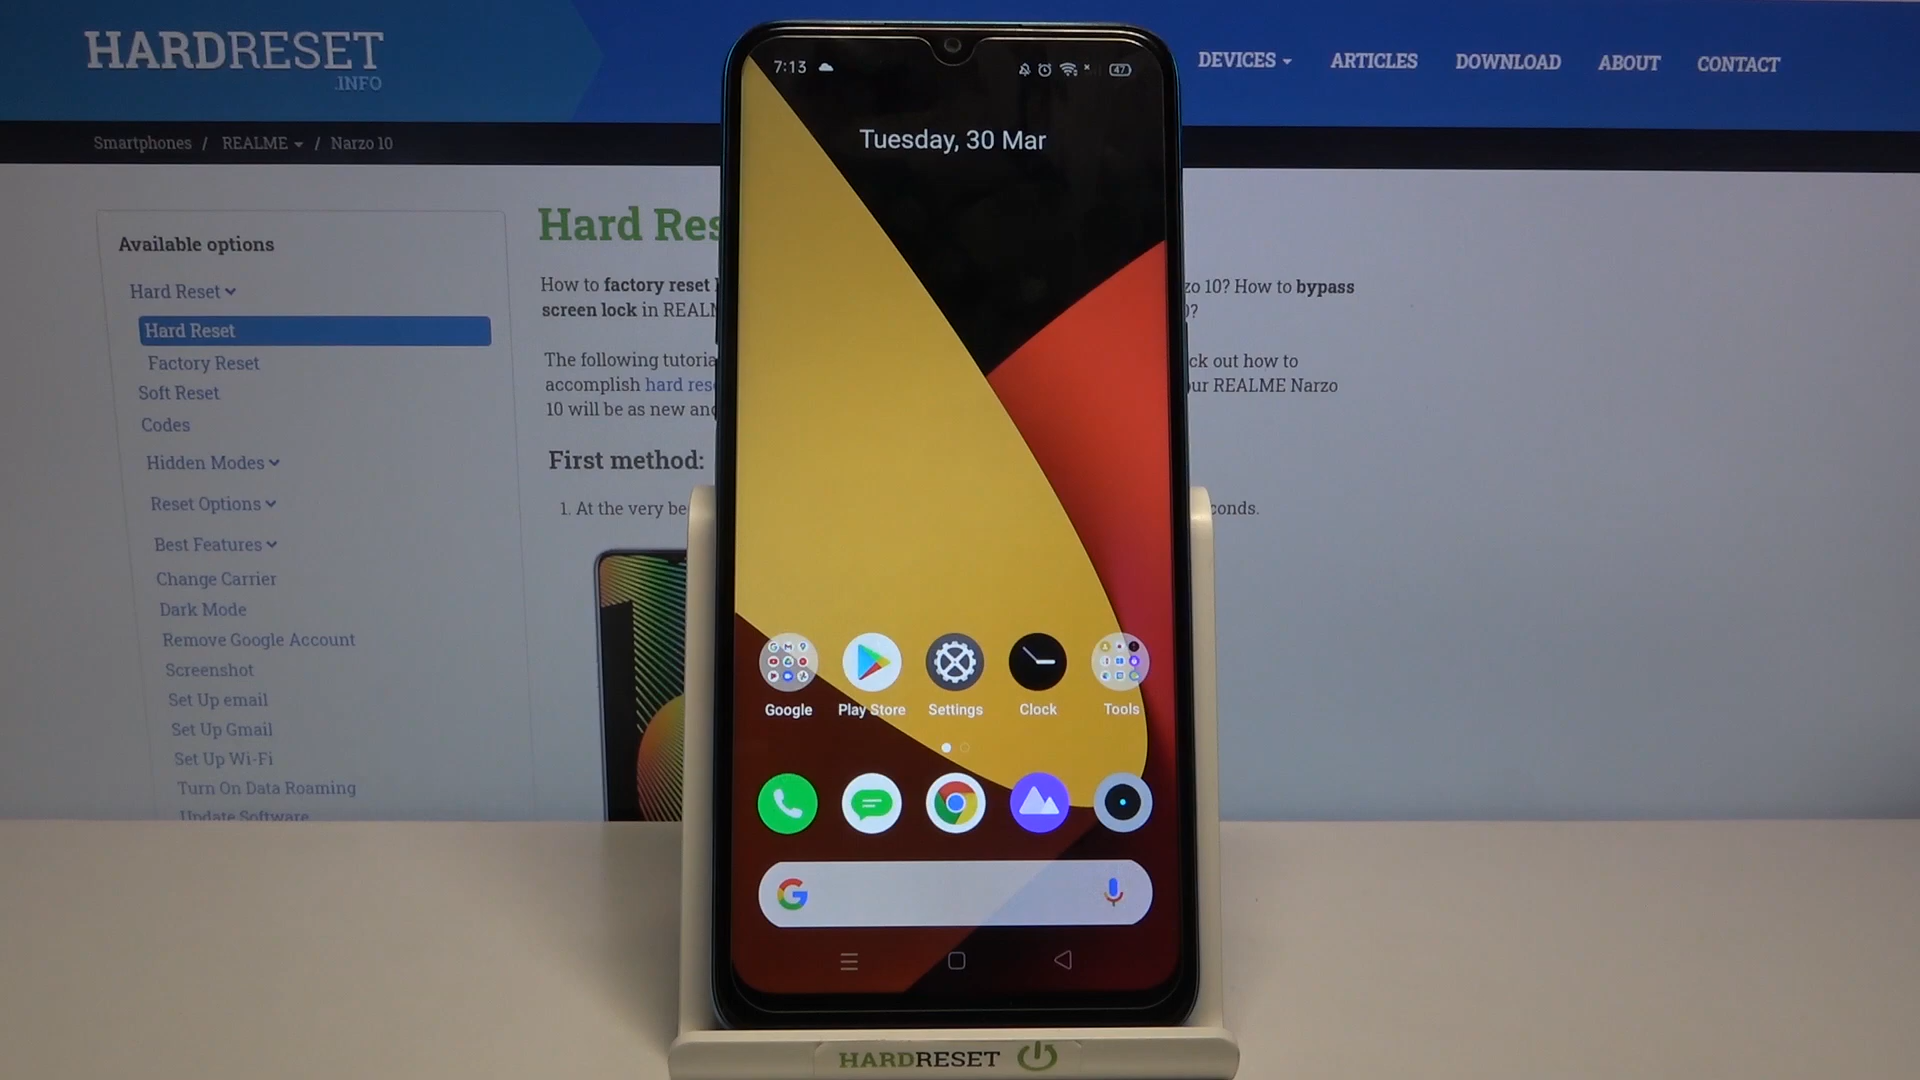 HARDRESET
.INFO
DEVICES
ARTICLES
DOWNLOAD
ABOUT
CONTACT
Smartphones / REALME / Narzo 10
Available options
Hard Reset
Hard Reset
Factory Reset
Soft Reset
Codes
Hidden Modes
Reset Options
Best Features
Change Carrier
Dark Mode
Remove Google Account
Screenshot
Set Up email
Set Up Gmail
Set Up Wi-Fi
Turn On Data Roaming
Update Software
Hard Res
How to factory reset
zo 10? How to bypass
screen lock in REALM
The following tutoria
ck out how to
accomplish hard res
ur REALME Narzo
10 will be as new an
First method:
1. At the very be
conds.
7:13
47
Tuesday, 30 Mar
Google
Play Store
Settings
Clock
Tools
HARDRESET